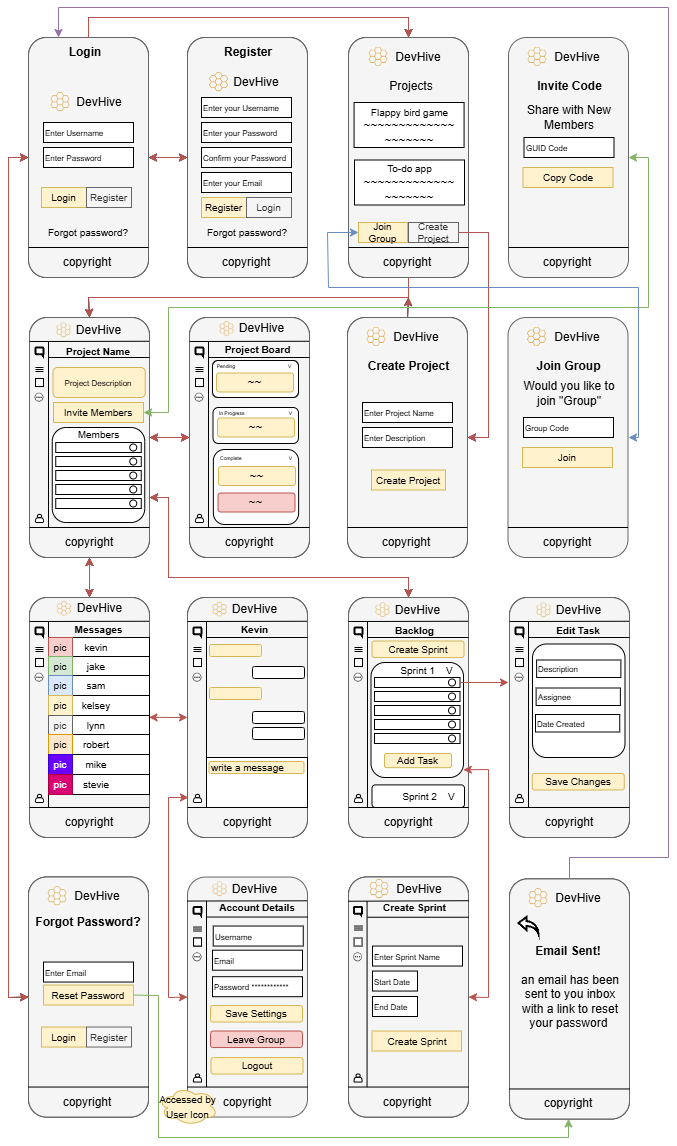 Login
DevHive
Enter Username
Enter Password
Login
Register
Forgot password?
copyright
Register
DevHive
Enter your Username
Enter your Password
Confirm your Password
Enter your Email
Register
Login
Forgot password?
copyright
DevHive
Projects
Flappy bird game
~~~~~~~~~~~~~
~~~~~~~
To-do app
~~~~~~~~~~~~~
~~~~~~~
Join
Group
Create
Project
copyright
DevHive
Invite Code
Share with New
Members
GUID Code
Copy Code
copyright
DevHive
Project Name
Project Description
Invite Members
Members
copyright
DevHive
Project Board
Pending
V
~~
In Progress
V
~~
Complete
V
~~
~~
copyright
DevHive
Create Project
Enter Project Name
Enter Description
Create Project
copyright
DevHive
Join Group
Would you like to
join "Group"
Group Code
Join
copyright
DevHive
Messages
pic kevin
pic jake
pic sam
pic kelsey
pic lynn
pic robert
pic mike
pic stevie
copyright
DevHive
Kevin
write a message
copyright
DevHive
Backlog
Create Sprint
Sprint 1 V
Add Task
Sprint 2 V
copyright
DevHive
Edit Task
Description
Assignee
Date Created
Save Changes
copyright
DevHive
Forgot Password?
Enter Email
Reset Password
Login
Register
copyright
DevHive
Account Details
Username
Email
Password ************
Save Settings
Leave Group
Logout
copyright
Accessed by
User Icon
DevHive
Create Sprint
Enter Sprint Name
Start Date
End Date
Create Sprint
copyright
DevHive
Email Sent!
an email has been
sent to you inbox
with a link to reset
your password
copyright